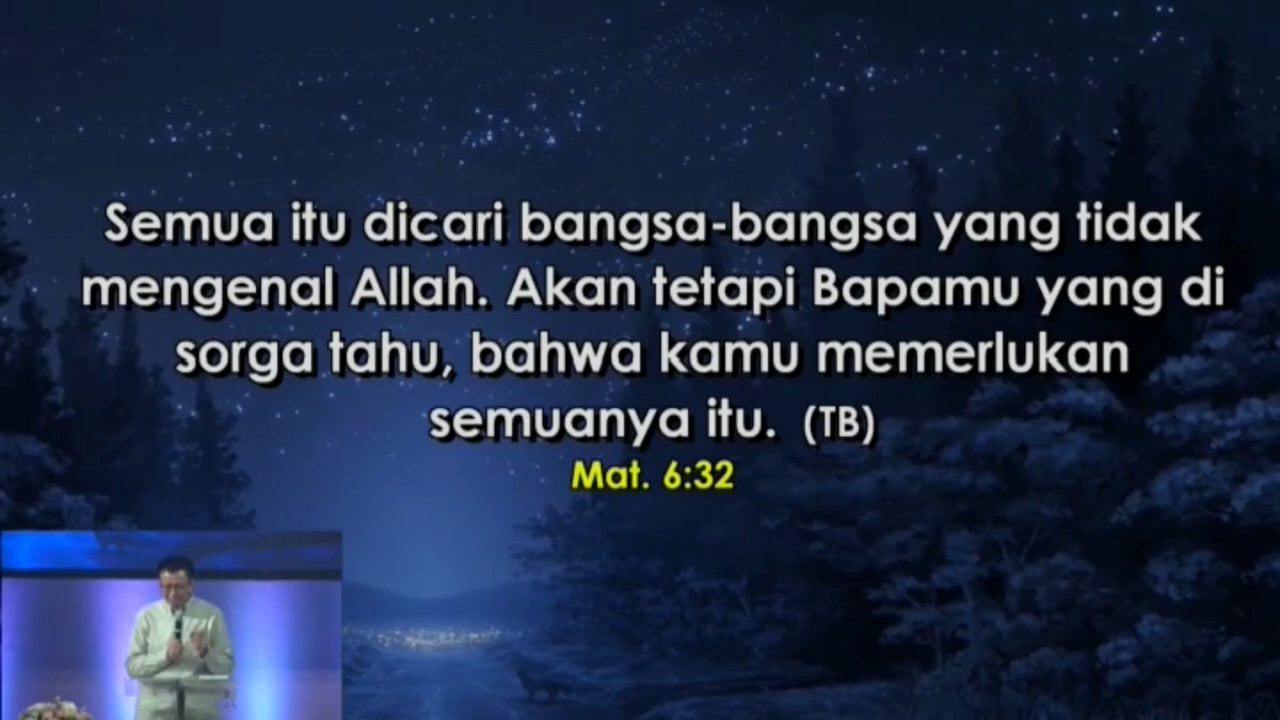 Semua itu dicari bangsa-bangsa yang tidak
mengenal Allah. Akan tetapi Bapamu yang di
sorga tahu, bahwa kamu memerlukan
semuanya itu. (TB)
Mat. 6:32